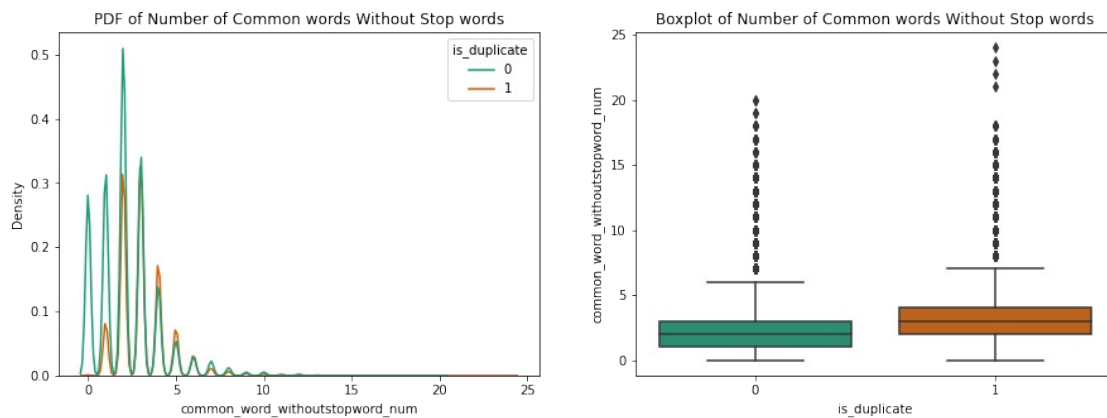 PDF of Number of Common words Without Stop words
is_duplicate
0
1
0.5
0.4
0.3
0.2
0.1
0.0
Density
0 5 10 15 20 25
common_word_withoutstopword_num
Boxplot of Number of Common words Without Stop words
25
20
15
10
5
0
common_word_withoutstopword_num
0 1
is_duplicate